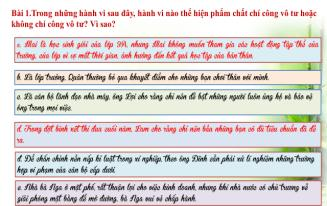 Bài 1.Trong những hành vi sau đây, hành vi nào thể hiện phẩm chất chí công vô tư hoặc
không chí công vô tư? Vì sao?
a. Mai là học sinh giỏi của lớp 9A, nhưng Mai không muốn tham gia các hoạt động tập thể của
trường, của lớp vì sợ mất thời gian, ảnh hưởng đến kết quả học tập của bản thân.
b. Là lớp trưởng, Quân thường bỏ qua khuyết điểm cho những bạn chơi thân với mình.
c. Là cán bộ lãnh đạo nhà máy, ông Lợi cho rằng chỉ nên đề bạt những người luôn ủng hộ và bảo vệ
ông trong mọi việc.
d. Trong đợt bình xét thi đua cuối năm, Lan cho rằng chỉ nên bầu những bạn có đủ tiêu chuẩn đã đề
ra.
đ. Để chấn chỉnh nền nếp kỉ luật trong xí nghiệp, theo ông Đĩnh cần phải xử lí nghiêm những trường
hợp vi phạm của cán bộ cấp dưới.
e. Nhà bà Nga ở mặt phố, rất thuận lợi cho việc kinh doanh, nhưng khi nhà nước có chủ trương về
giải phóng mặt bằng để mở đường, bà Nga vui vẻ chấp hành.